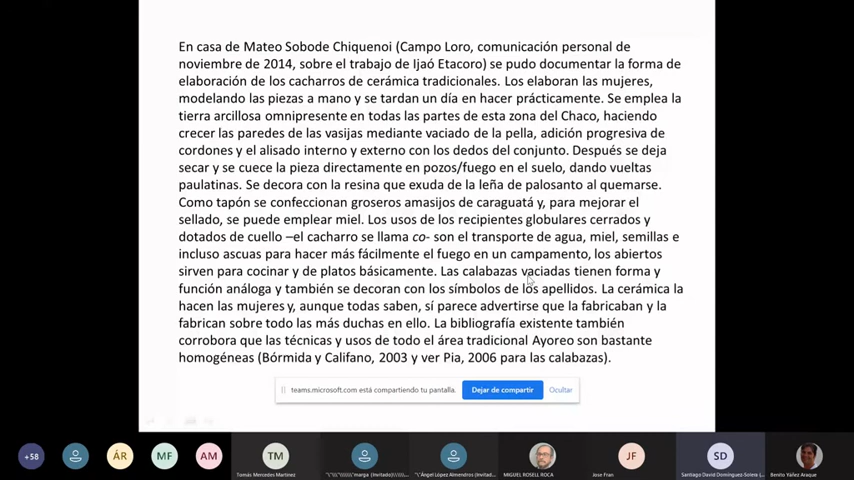 En casa de Mateo Sobode Chiquenoi (Campo Loro, comunicación personal de
noviembre de 2014, sobre el trabajo de Ijaó Etacoro) se pudo documentar la forma de
elaboración de los cacharros de cerámica tradicionales. Los elaboran las mujeres,
modelando las piezas a mano y se tardan un día en hacer prácticamente. Se emplea la
tierra arcillosa omnipresente en todas las partes de esta zona del Chaco, haciendo
crecer las paredes de las vasijas mediante vaciado de la pella, adición progresiva de
cordones y el alisado interno y externo con los dedos del conjunto. Después se deja
secar y se cuece la pieza directamente en pozos/fuego en el suelo, dando vueltas
paulatinas. Se decora con la resina que exuda de la leña de palosanto al quemarse.
Como tapón se confeccionan groseros amasijos de caraguatá y, para mejorar el
sellado, se puede emplear miel. Los usos de los recipientes globulares cerrados y
dotados de cuello –el cacharro se llama co- son el transporte de agua, miel, semillas e
incluso ascuas para hacer más fácilmente el fuego en un campamento, los abiertos
sirven para cocinar y de platos básicamente. Las calabazas vaciadas tienen forma y
función análoga y también se decoran con los símbolos de los apellidos. La cerámica la
hacen las mujeres y, aunque todas saben, sí parece advertirse que la fabricaban y la
fabrican sobre todo las más duchas en ello. La bibliografía existente también
corrobora que las técnicas y usos de todo el área tradicional Ayoreo son bastante
homogéneas (Bórmida y Califano, 2003 y ver Pia, 2006 para las calabazas).
teams.microsoft.com está compartiendo tu pantalla. Dejar de compartir Ocultar
+58 ÁR MF AM TM JF SD
Tomás Mercedes Martínez
MIGUEL ROSELL ROCA
Jose Fran
Santiago David Domínguez-Solera (...
Benito Yáñez Araque